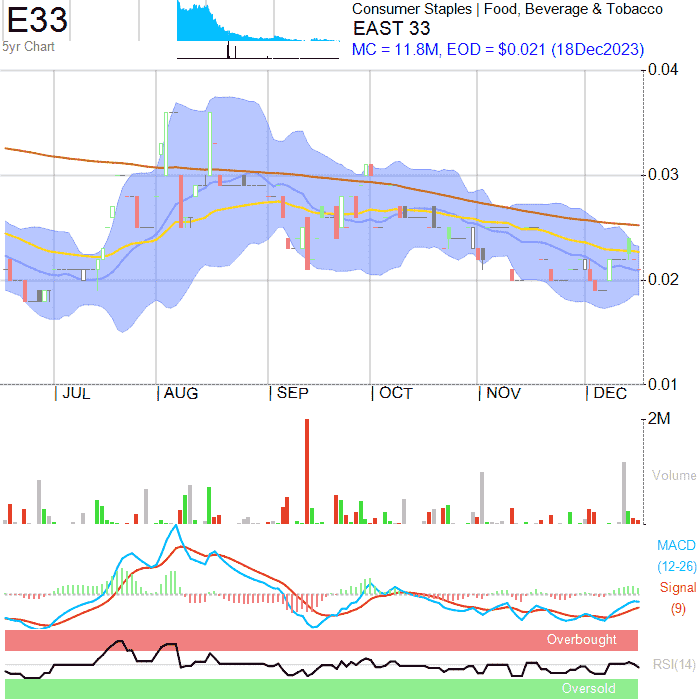 E33
5yr Chart
Consumer Staples | Food, Beverage & Tobacco
EAST 33
MC = 11.8M, EOD = $0.021 (18Dec2023)
0.04
0.03
0.02
0.01
JUL AUG SEP OCT NOV DEC
2M
Volume
MACD
(12-26)
Signal
(9)
Overbought
RSI(14)
Oversold